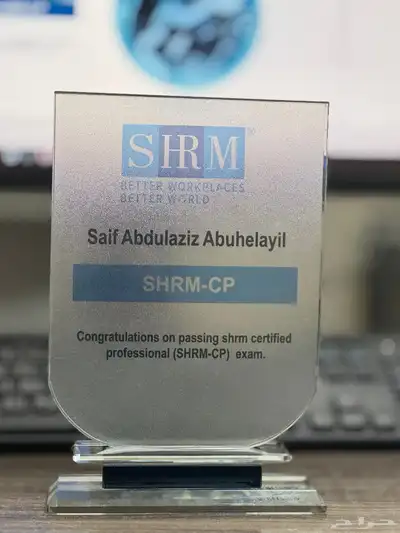 SHRM
BETTER WORKPLACES
BETTER WORLD
Saif Abdulaziz Abuhelayil
SHRM-CP
Congratulations on passing shrm certified
professional (SHRM-CP) exam.
حراج